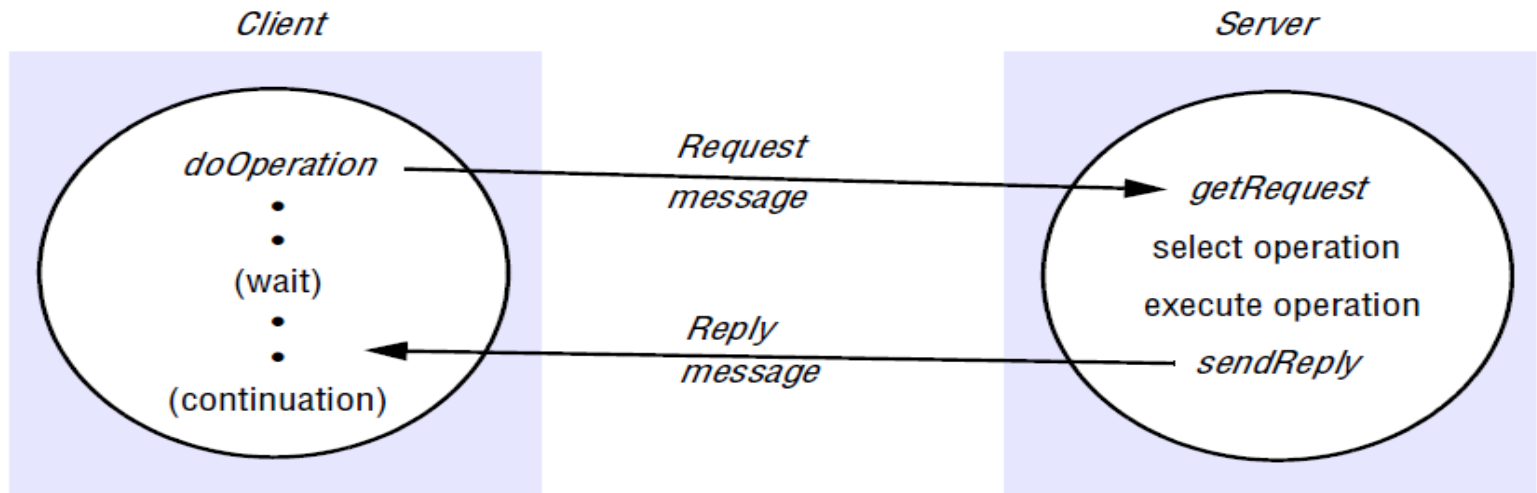 Client
Server
doOperation
(wait)
(continuation)
Request
message
Reply
message
getRequest
select operation
execute operation
sendReply